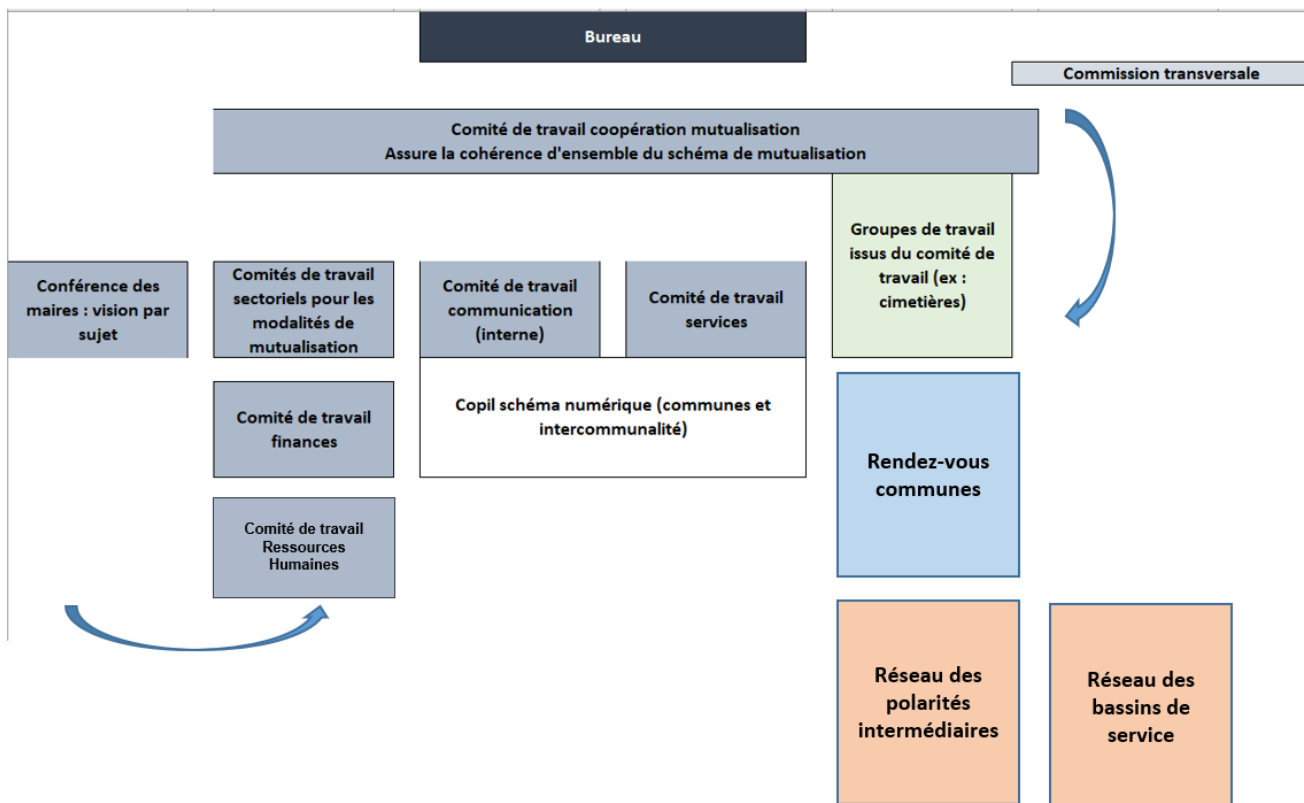 Bureau
Commission transversale
Comité de travail coopération mutualisation
Assure la cohérence d'ensemble du schéma de mutualisation
Conférence des
maires : vision par
sujet
Comités de travail
sectoriels pour les
modalités de
mutualisation
Comité de travail
communication
(interne)
Comité de travail
services
Groupes de travail
issus du comité de
travail (ex :
cimetières)
Comité de travail
finances
Copil schéma numérique (communes et
intercommunalité)
Rendez-vous
communes
Comité de travail
Ressources
Humaines
Réseau des
polarités
intermédiaires
Réseau des
bassins de
service